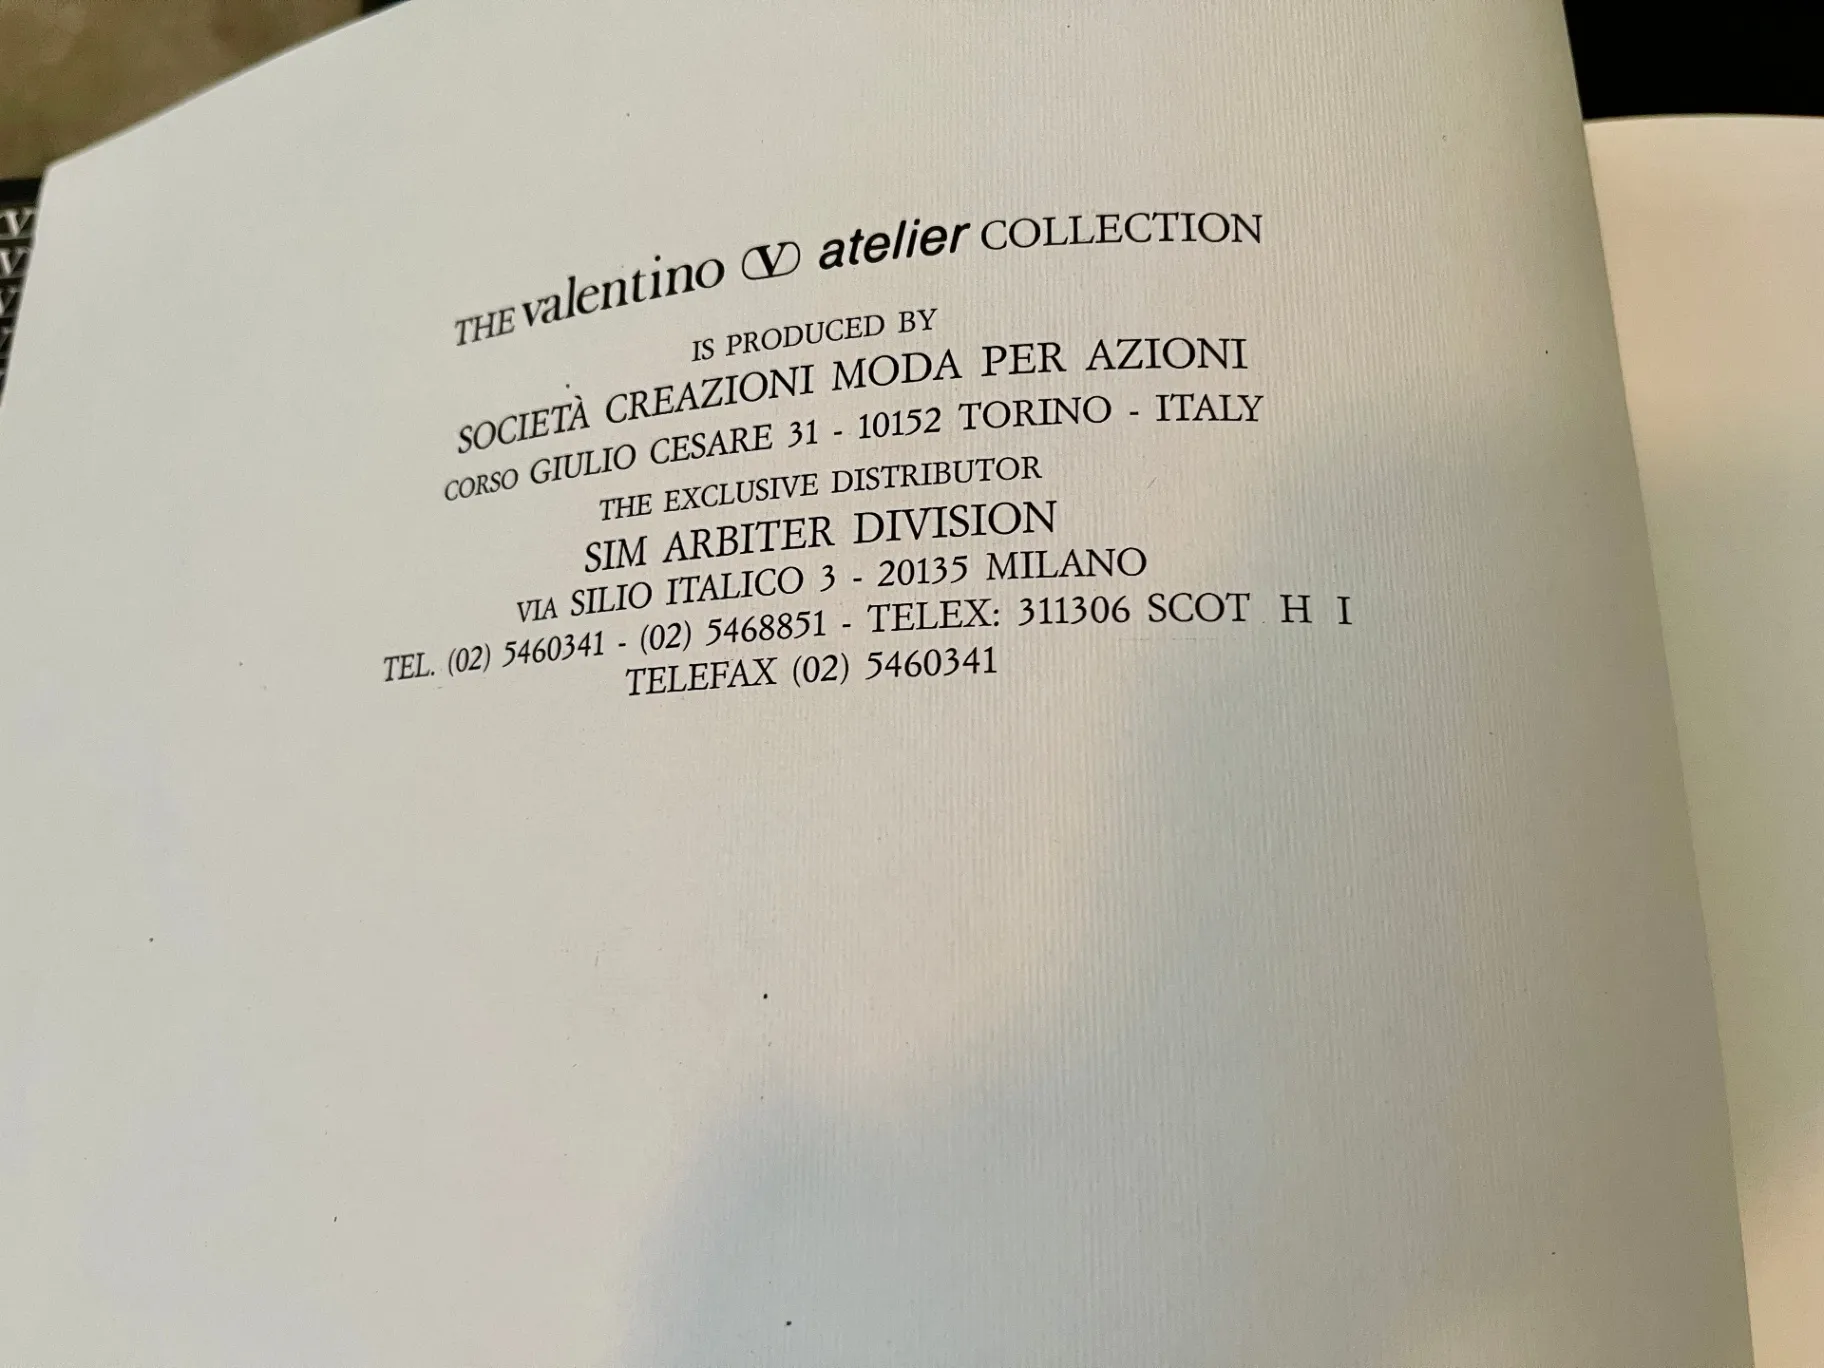 THE valentino V atelier COLLECTION
IS PRODUCED BY
SOCIETÀ CREAZIONI MODA PER AZIONI
CORSO GIULIO CESARE 31 - 10152 TORINO - ITALY
THE EXCLUSIVE DISTRIBUTOR
SIM ARBITER DIVISION
VIA SILIO ITALICO 3 - 20135 MILANO
TEL. (02) 5460341 - (02) 5468851 - TELEX: 311306 SCOT H I
TELEFAX (02) 5460341
V
V
V